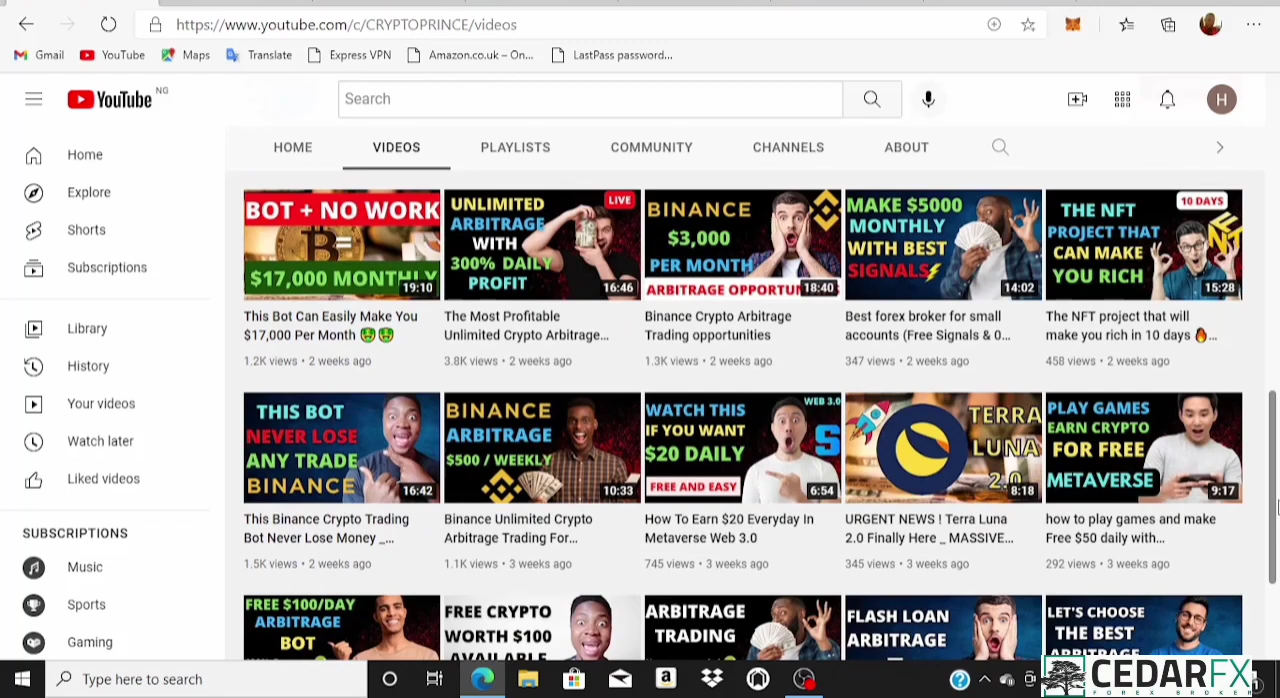 https://www.youtube.com/c/CRYPTOPRINCE/videos
Gmail YouTube Maps Translate Express VPN Amazon.co.uk – On... LastPass password...
YouTube NG
Search
H
Home
Explore
Shorts
Subscriptions
Library
History
Your videos
Watch later
Liked videos
SUBSCRIPTIONS
Music
Sports
Gaming
HOME VIDEOS PLAYLISTS COMMUNITY CHANNELS ABOUT
BOT + NO WORK
$17,000 MONTHLY
19:10
This Bot Can Easily Make You
$17,000 Per Month 🤑🤑
1.2K views • 2 weeks ago
UNLIMITED
LIVE
ARBITRAGE
WITH
300% DAILY
PROFIT
16:46
The Most Profitable
Unlimited Crypto Arbitrage...
3.8K views • 2 weeks ago
BINANCE
$3,000
PER MONTH
ARBITRAGE OPPORTUN
18:40
Binance Crypto Arbitrage
Trading opportunities
1.3K views • 2 weeks ago
MAKE $5000
MONTHLY
WITH BEST
SIGNALS⚡
14:02
Best forex broker for small
accounts (Free Signals & 0...
347 views • 2 weeks ago
10 DAYS
THE NFT
PROJECT THAT
CAN MAKE
YOU RICH
NFT
15:28
The NFT project that will
make you rich in 10 days 🔥...
458 views • 2 weeks ago
THIS BOT
NEVER LOSE
ANY TRADE
BINANCE
16:42
This Binance Crypto Trading
Bot Never Lose Money _...
1.5K views • 2 weeks ago
BINANCE
ARBITRAGE
$500 / WEEKLY
10:33
Binance Unlimited Crypto
Arbitrage Trading For...
1.1K views • 3 weeks ago
WEB 3.0
WATCH THIS
IF YOU WANT
$20 DAILY
FREE AND EASY
6:54
How To Earn $20 Everyday In
Metaverse Web 3.0
745 views • 3 weeks ago
TERRA
LUNA
2.0
8:18
URGENT NEWS ! Terra Luna
2.0 Finally Here _ MASSIVE...
345 views • 3 weeks ago
PLAY GAMES
EARN CRYPTO
FOR FREE
METAVERSE
9:17
how to play games and make
Free $50 daily with...
292 views • 3 weeks ago
FREE $100/DAY
ARBITRAGE
BOT
FREE CRYPTO
WORTH $100
AVAILABLE
ARBITRAGE
TRADING
FLASH LOAN
ARBITRAGE
LET'S CHOOSE
THE BEST
ARBITRAGE
Type here to search
CEDARFX
FOREX BROKER